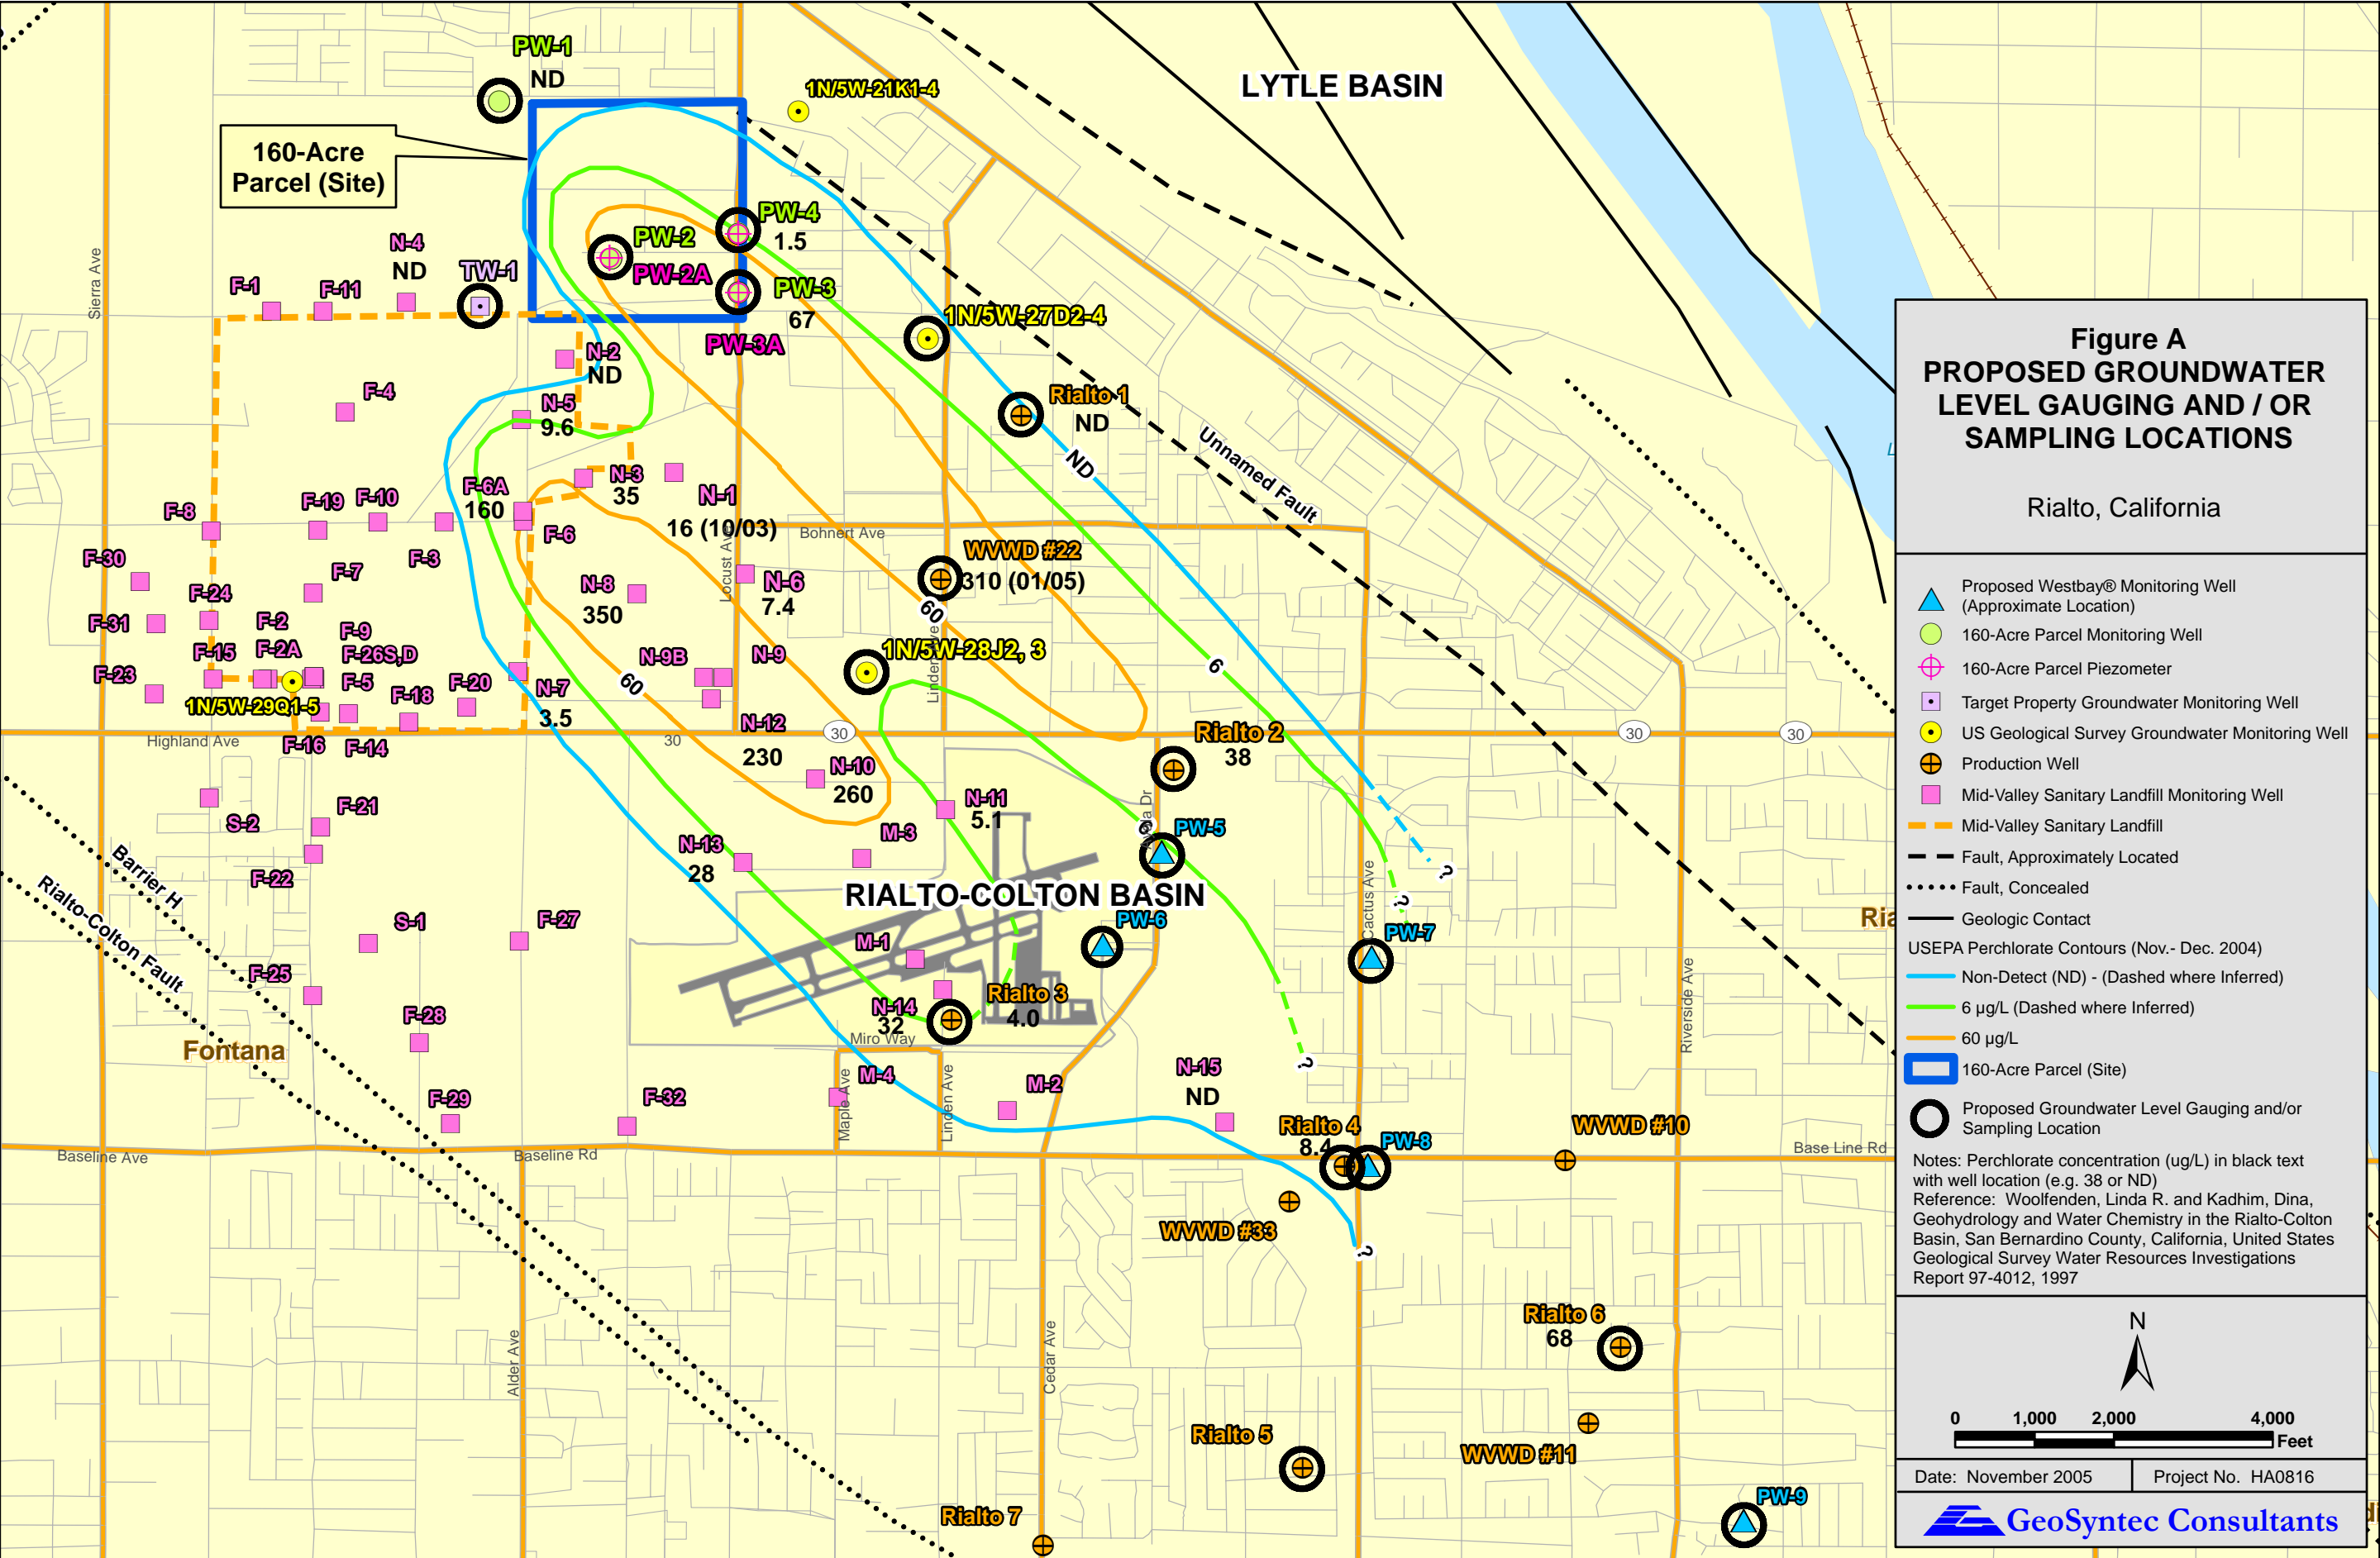 PW-1
ND
1N/5W-21K1-4
LYTLE BASIN
160-Acre
Parcel (Site)
PW-4
1.5
PW-2
PW-2A
PW-3
67
PW-3A
N-4
ND
TW-1
F-1
F-11
Sierra Ave
1N/5W-27D2-4
N-2
ND
Rialto 1
ND
F-4
N-5
9.6
Unnamed Fault
ND
N-3
35
N-1
16 (10/03)
F-6A
160
F-19
F-10
F-8
F-6
F-3
Locust Ave
Bohnert Ave
WVWD #22
310 (01/05)
F-30
F-7
N-8
350
N-6
7.4
60
F-24
F-31
F-2
F-9
F-15
F-2A
F-26S,D
1N/5W-28J2, 3
6
N-9B
N-9
F-23
F-5
F-20
60
Linden Ave
F-18
N-7
3.5
1N/5W-29Q1-5
Highland Ave
F-16
F-14
30
30
30
30
N-12
230
Rialto 2
38
N-10
260
S-2
F-21
N-11
5.1
PW-5
N-13
28
M-3
F-22
Barrier H
Rialto-Colton Fault
RIALTO-COLTON BASIN
?
?
Cactus Ave
PW-6
PW-7
S-1
F-27
M-1
F-25
Rialto 3
4.0
N-14
32
Riverside Ave
F-28
Miro Way
Fontana
?
N-15
ND
M-4
M-2
Maple Ave
Linden Ave
F-29
F-32
Rialto 4
8.4
PW-8
WVWD #10
Baseline Ave
Baseline Rd
Base Line Rd
WVWD #33
?
Rialto 6
68
Alder Ave
Cedar Ave
Rialto 5
WVWD #11
Rialto 7
PW-9
Figure A
PROPOSED GROUNDWATER
LEVEL GAUGING AND / OR
SAMPLING LOCATIONS
Rialto, California
Proposed Westbay® Monitoring Well
(Approximate Location)
160-Acre Parcel Monitoring Well
160-Acre Parcel Piezometer
Target Property Groundwater Monitoring Well
US Geological Survey Groundwater Monitoring Well
Production Well
Mid-Valley Sanitary Landfill Monitoring Well
Mid-Valley Sanitary Landfill
Fault, Approximately Located
Fault, Concealed
Geologic Contact
USEPA Perchlorate Contours (Nov.- Dec. 2004)
Non-Detect (ND) - (Dashed where Inferred)
6 µg/L (Dashed where Inferred)
60 µg/L
160-Acre Parcel (Site)
Proposed Groundwater Level Gauging and/or
Sampling Location
Notes: Perchlorate concentration (ug/L) in black text
with well location (e.g. 38 or ND)
Reference: Woolfenden, Linda R. and Kadhim, Dina,
Geohydrology and Water Chemistry in the Rialto-Colton
Basin, San Bernardino County, California, United States
Geological Survey Water Resources Investigations
Report 97-4012, 1997
N
0 1,000 2,000 4,000
Feet
Date: November 2005
Project No. HA0816
GeoSyntec Consultants